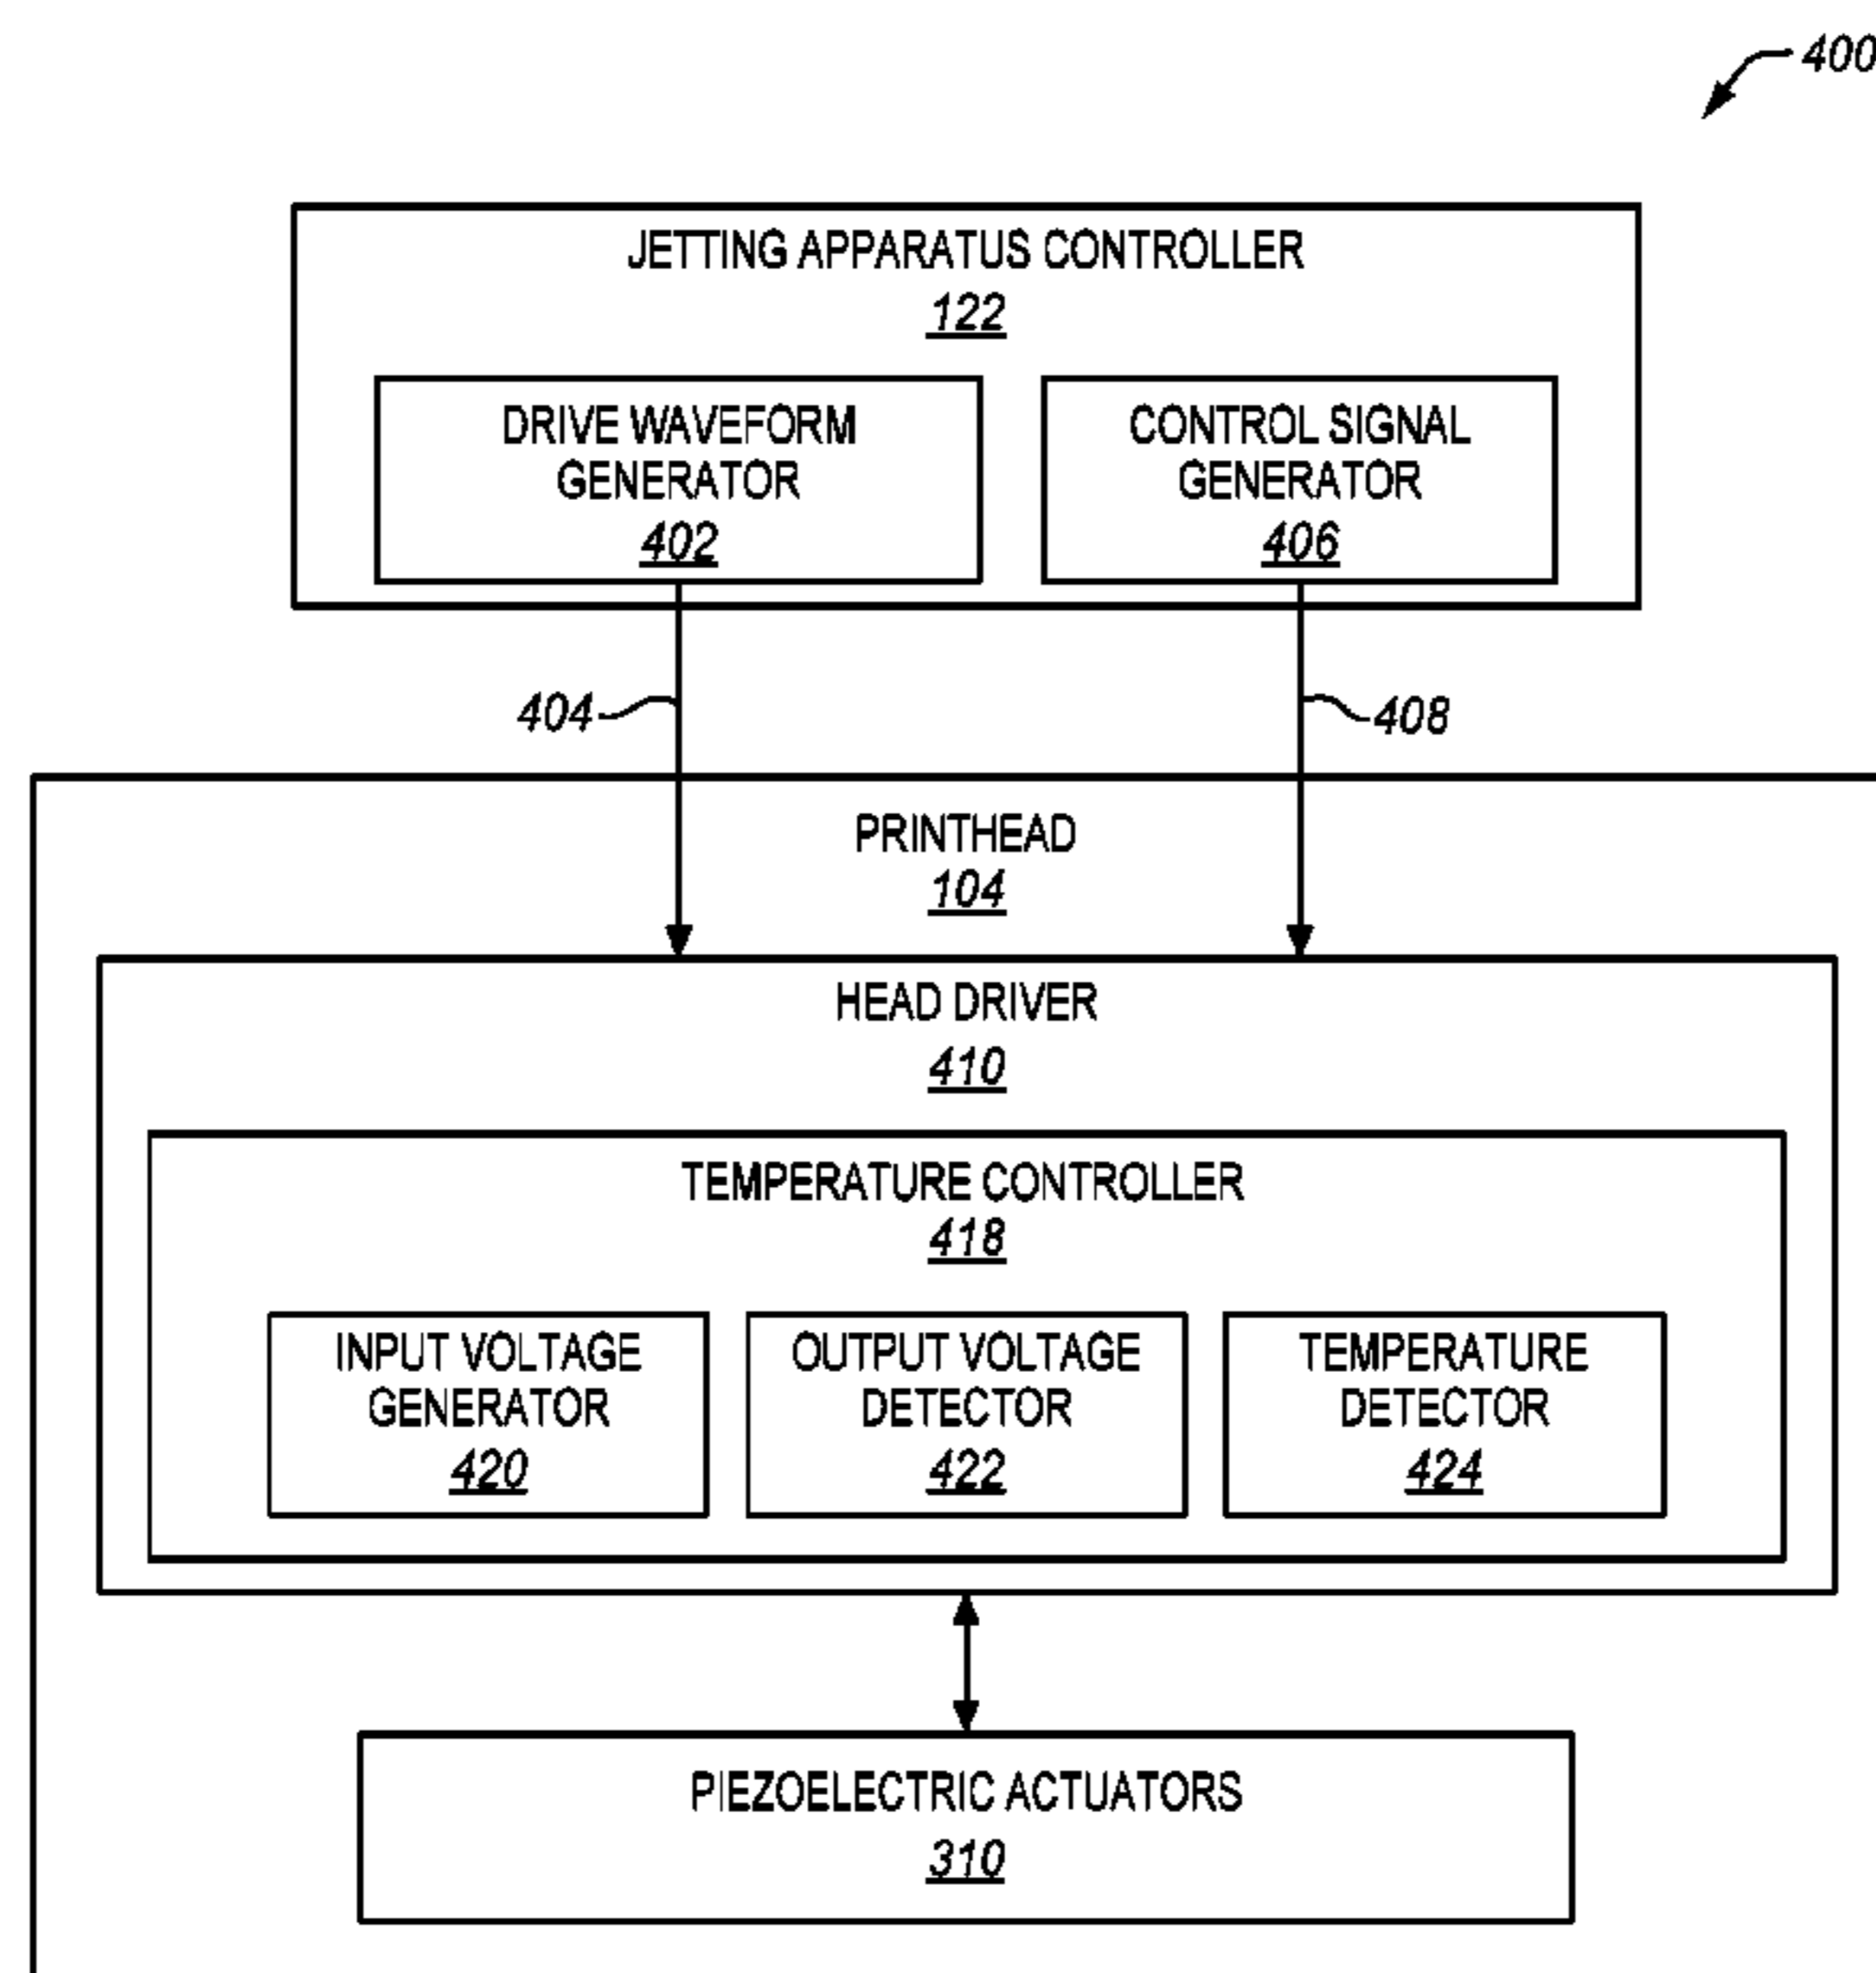 400
JETTING APPARATUS CONTROLLER
122
DRIVE WAVEFORM
GENERATOR
402
CONTROL SIGNAL
GENERATOR
406
404
408
PRINTHEAD
104
HEAD DRIVER
410
TEMPERATURE CONTROLLER
418
INPUT VOLTAGE
GENERATOR
420
OUTPUT VOLTAGE
DETECTOR
422
TEMPERATURE
DETECTOR
424
PIEZOELECTRIC ACTUATORS
310